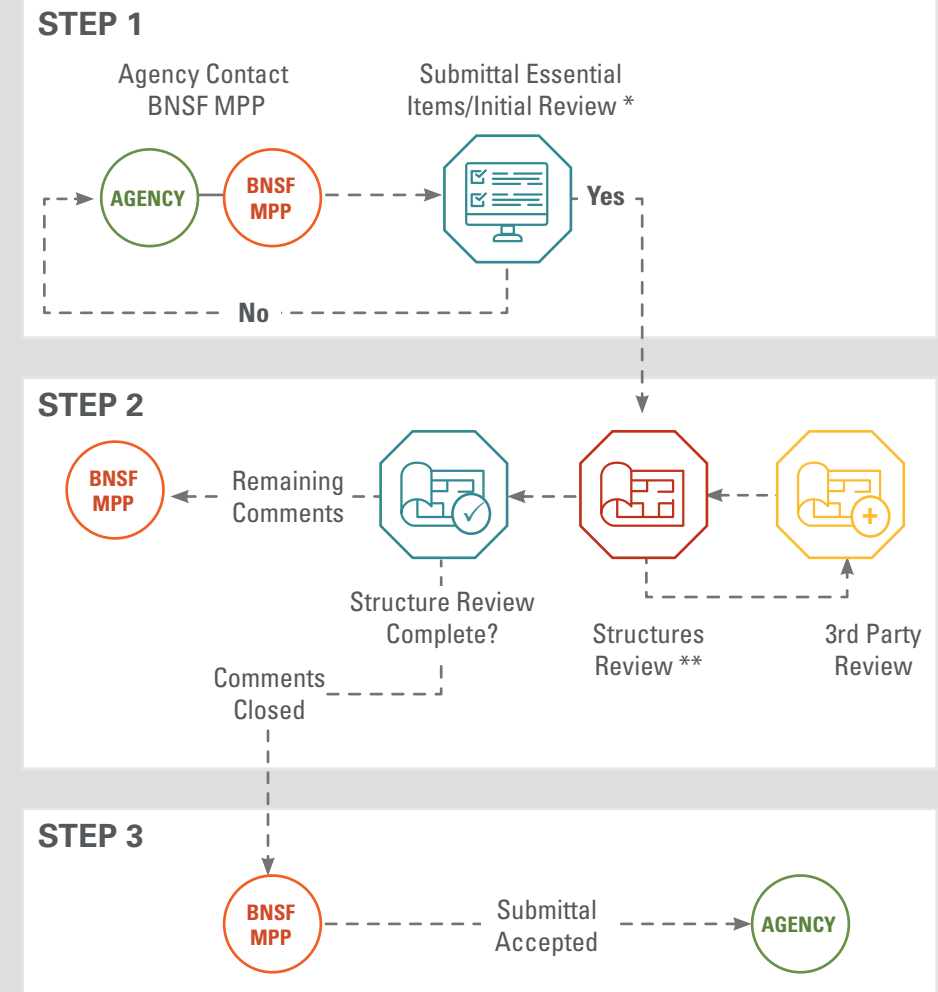 STEP 1
Agency Contact
BNSF MPP
Submittal Essential
Items/Initial Review *
AGENCY
BNSF
MPP
Yes
No
STEP 2
BNSF
MPP
Remaining
Comments
Structure Review
Complete?
Structures
Review **
3rd Party
Review
Comments
Closed
STEP 3
BNSF
MPP
Submittal
Accepted
AGENCY